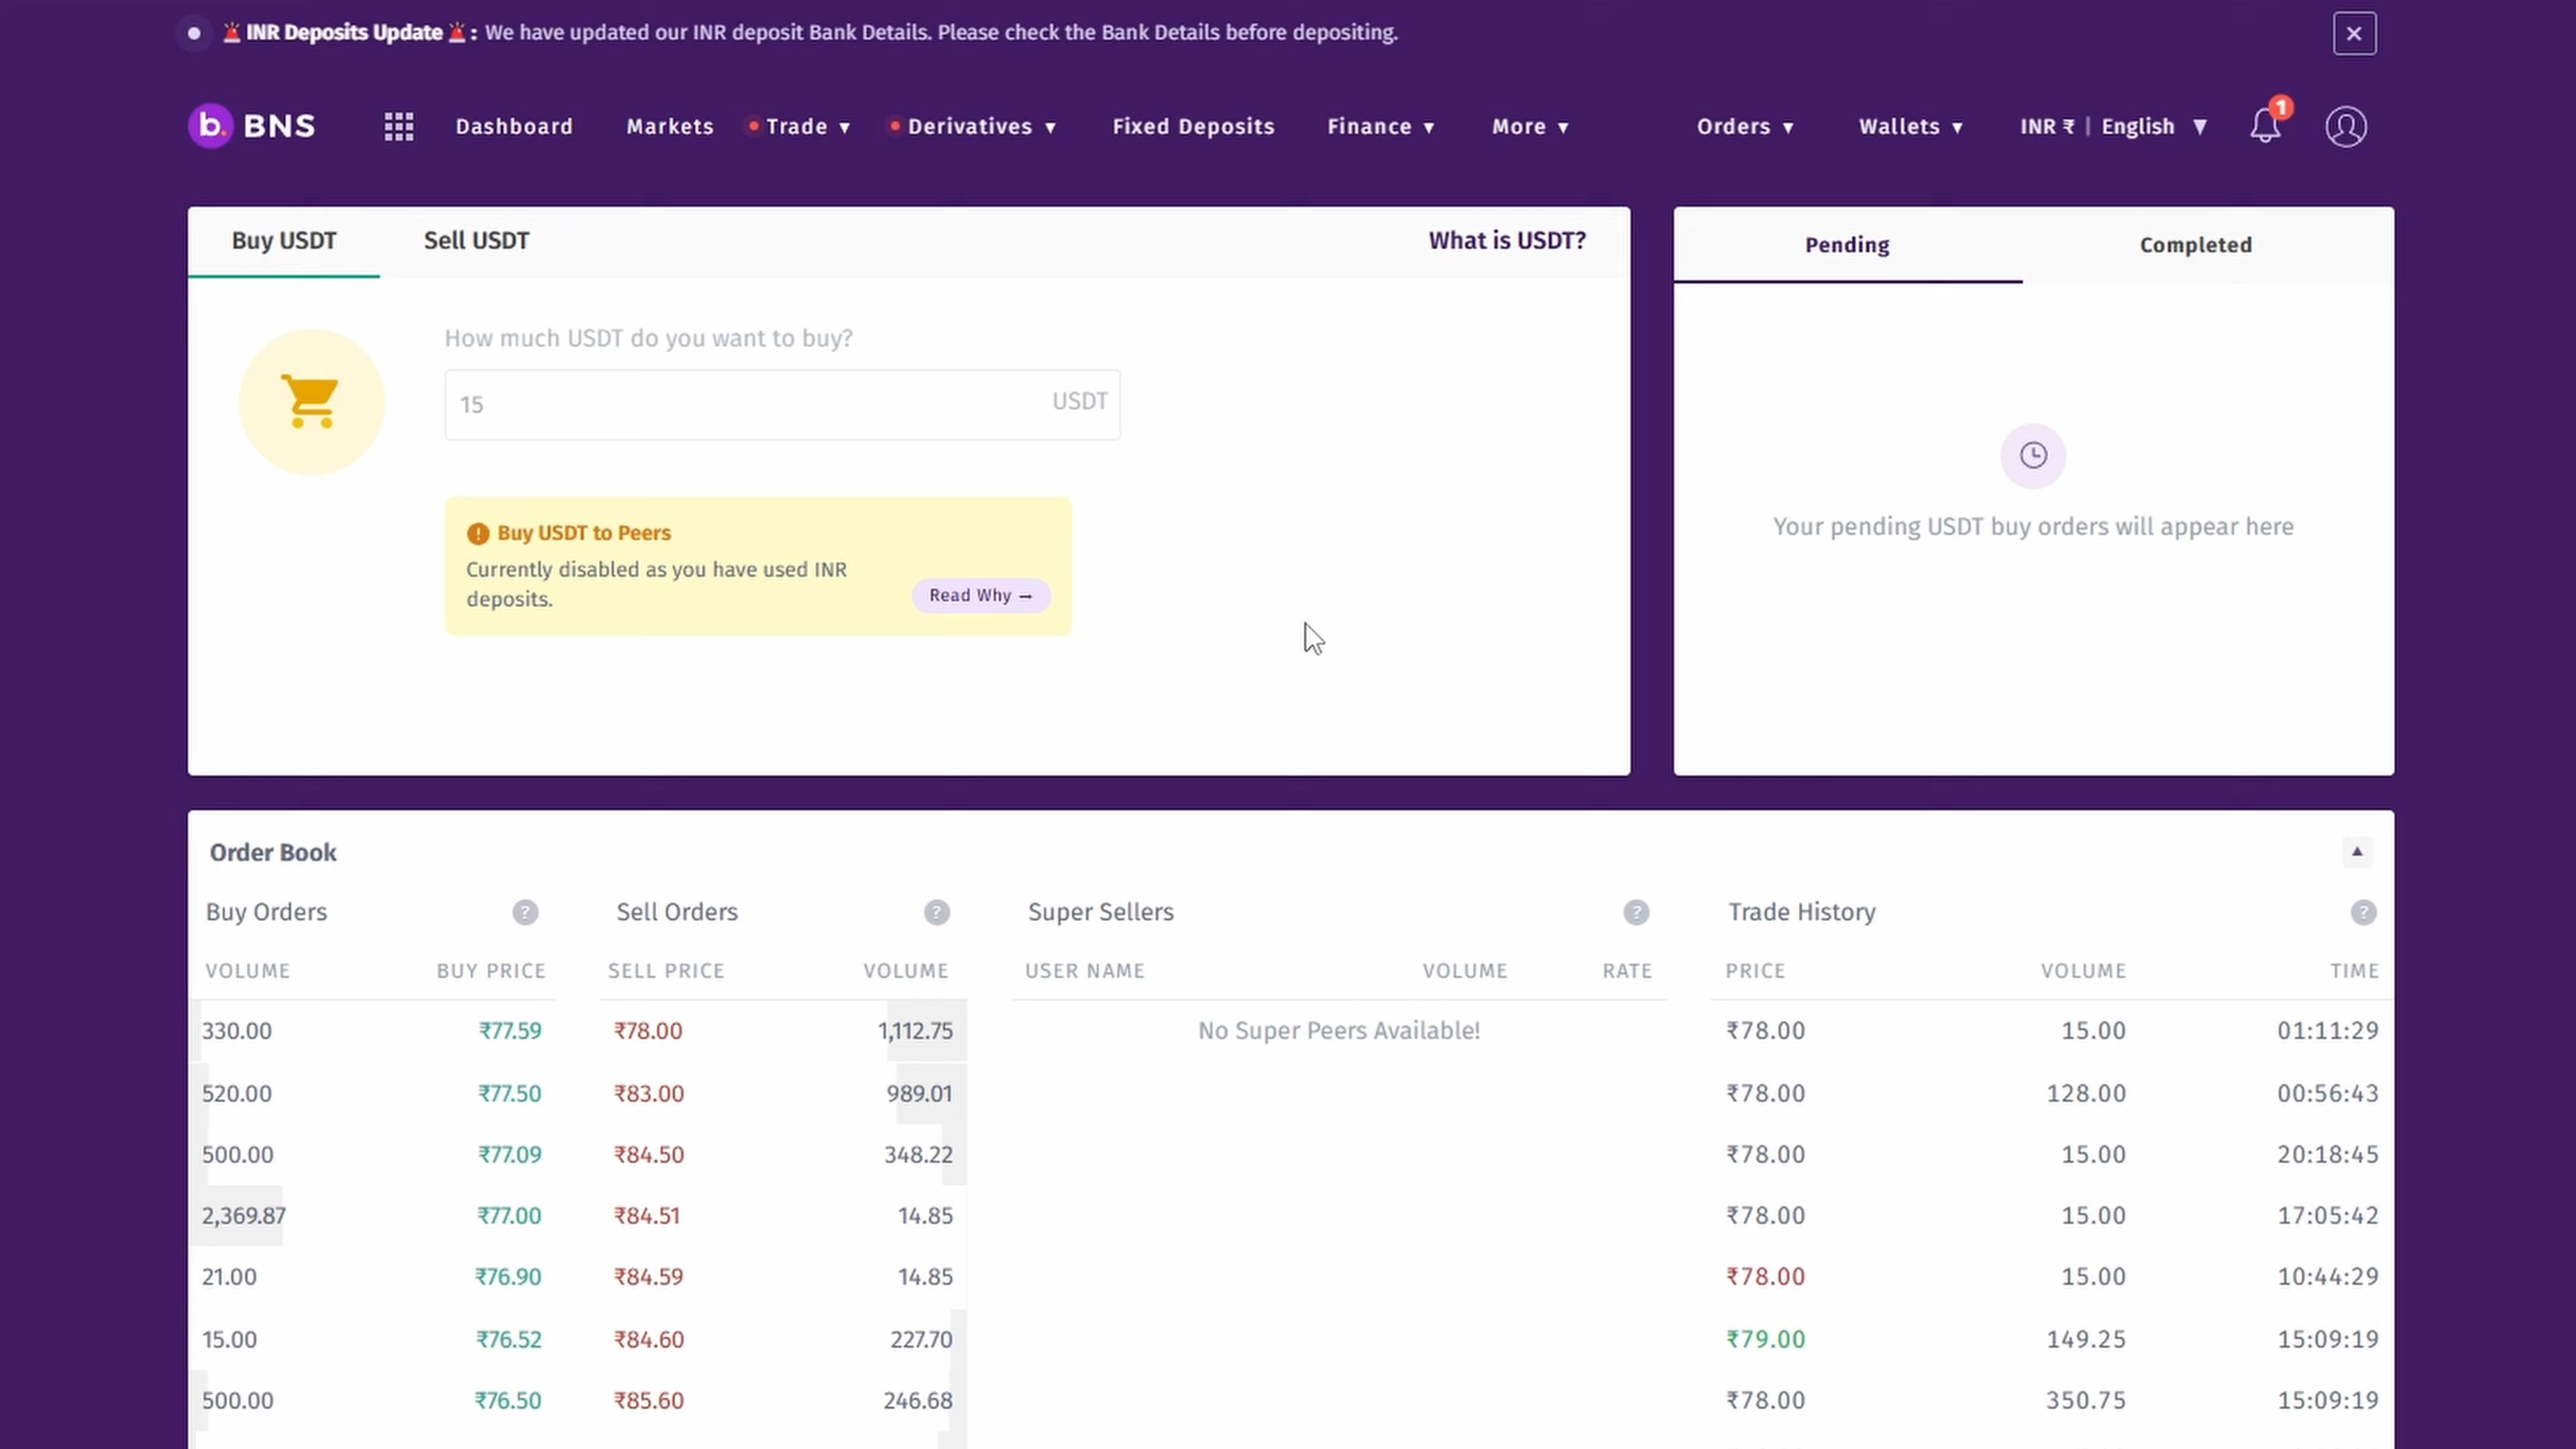 🚨 INR Deposits Update 🚨 : We have updated our INR deposit Bank Details. Please check the Bank Details before depositing.
b. BNS Dashboard Markets Trade ▼ Derivatives ▼ Fixed Deposits Finance ▼ More ▼ Orders ▼ Wallets ▼ INR ₹ | English ▼ 1
Buy USDT Sell USDT What is USDT?
Pending Completed
How much USDT do you want to buy?
15 USDT
Buy USDT to Peers
Currently disabled as you have used INR
deposits.
Read Why →
Your pending USDT buy orders will appear here
Order Book
Buy Orders ? Sell Orders ? Super Sellers ? Trade History ?
VOLUME BUY PRICE SELL PRICE VOLUME USER NAME VOLUME RATE PRICE VOLUME TIME
330.00 ₹77.59 ₹78.00 1,112.75 No Super Peers Available! ₹78.00 15.00 01:11:29
520.00 ₹77.50 ₹83.00 989.01 ₹78.00 128.00 00:56:43
500.00 ₹77.09 ₹84.50 348.22 ₹78.00 15.00 20:18:45
2,369.87 ₹77.00 ₹84.51 14.85 ₹78.00 15.00 17:05:42
21.00 ₹76.90 ₹84.59 14.85 ₹78.00 15.00 10:44:29
15.00 ₹76.52 ₹84.60 227.70 ₹79.00 149.25 15:09:19
500.00 ₹76.50 ₹85.60 246.68 ₹78.00 350.75 15:09:19